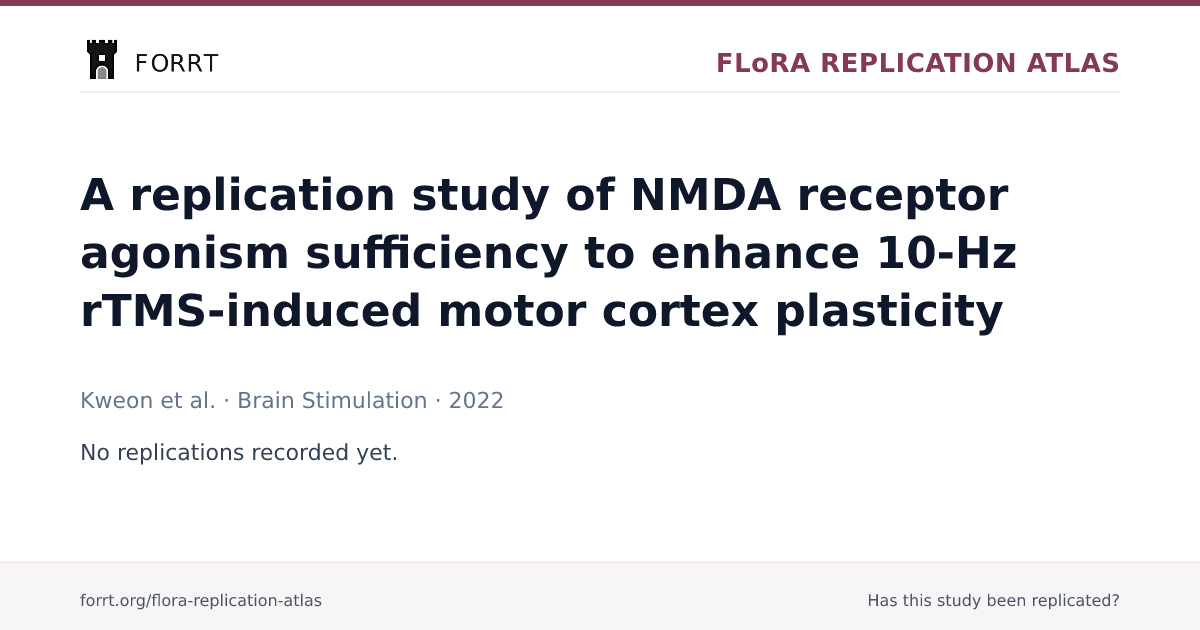 FORRT
FLoRA REPLICATION ATLAS
A replication study of NMDA receptor
agonism sufficiency to enhance 10-Hz
rTMS-induced motor cortex plasticity
Kweon et al. · Brain Stimulation · 2022
No replications recorded yet.
forrt.org/flora-replication-atlas
Has this study been replicated?